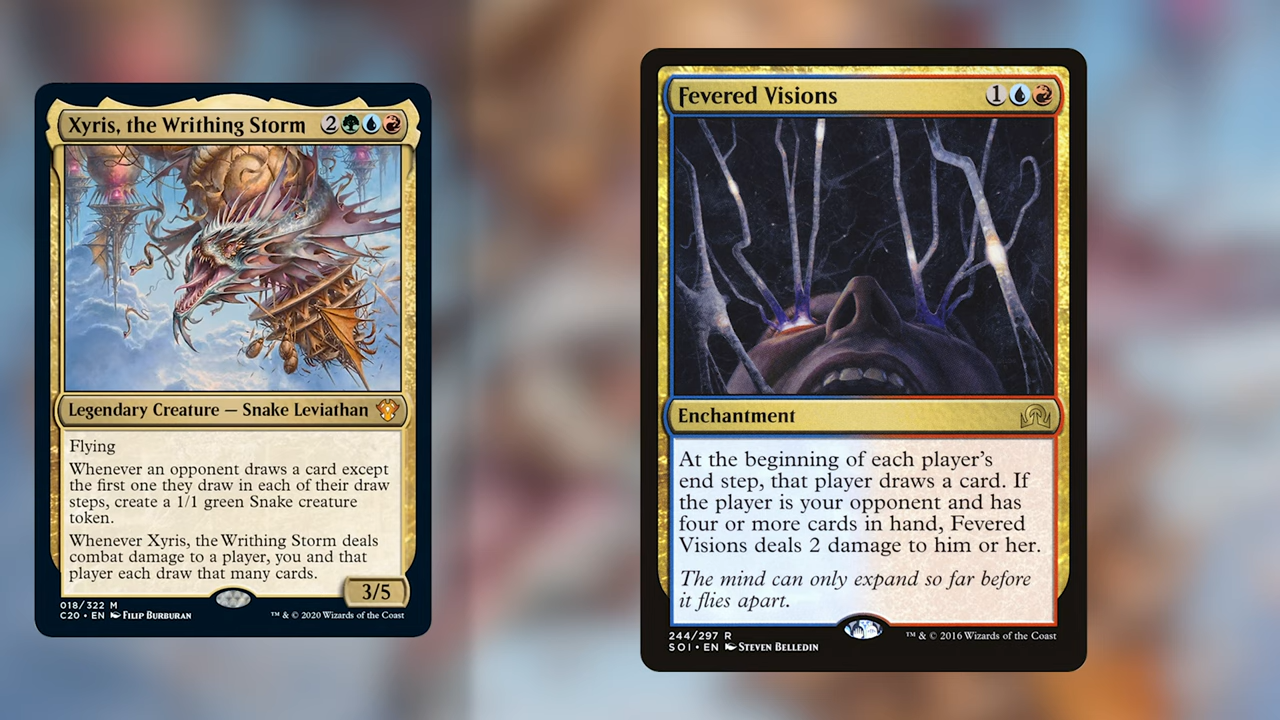 Xyris, the Writhing Storm 2
Legendary Creature — Snake Leviathan
Flying
Whenever an opponent draws a card except
the first one they draw in each of their draw
steps, create a 1/1 green Snake creature
token.
Whenever Xyris, the Writhing Storm deals
combat damage to a player, you and that
player each draw that many cards.
3/5
018/322 M
C20 • EN Filip Burburan
™ & © 2020 Wizards of the Coast
Fevered Visions 1
Enchantment
At the beginning of each player's
end step, that player draws a card. If
the player is your opponent and has
four or more cards in hand, Fevered
Visions deals 2 damage to him or her.
The mind can only expand so far before
it flies apart.
244/297 R
SOI • EN Steven Belledin
™ & © 2016 Wizards of the Coast